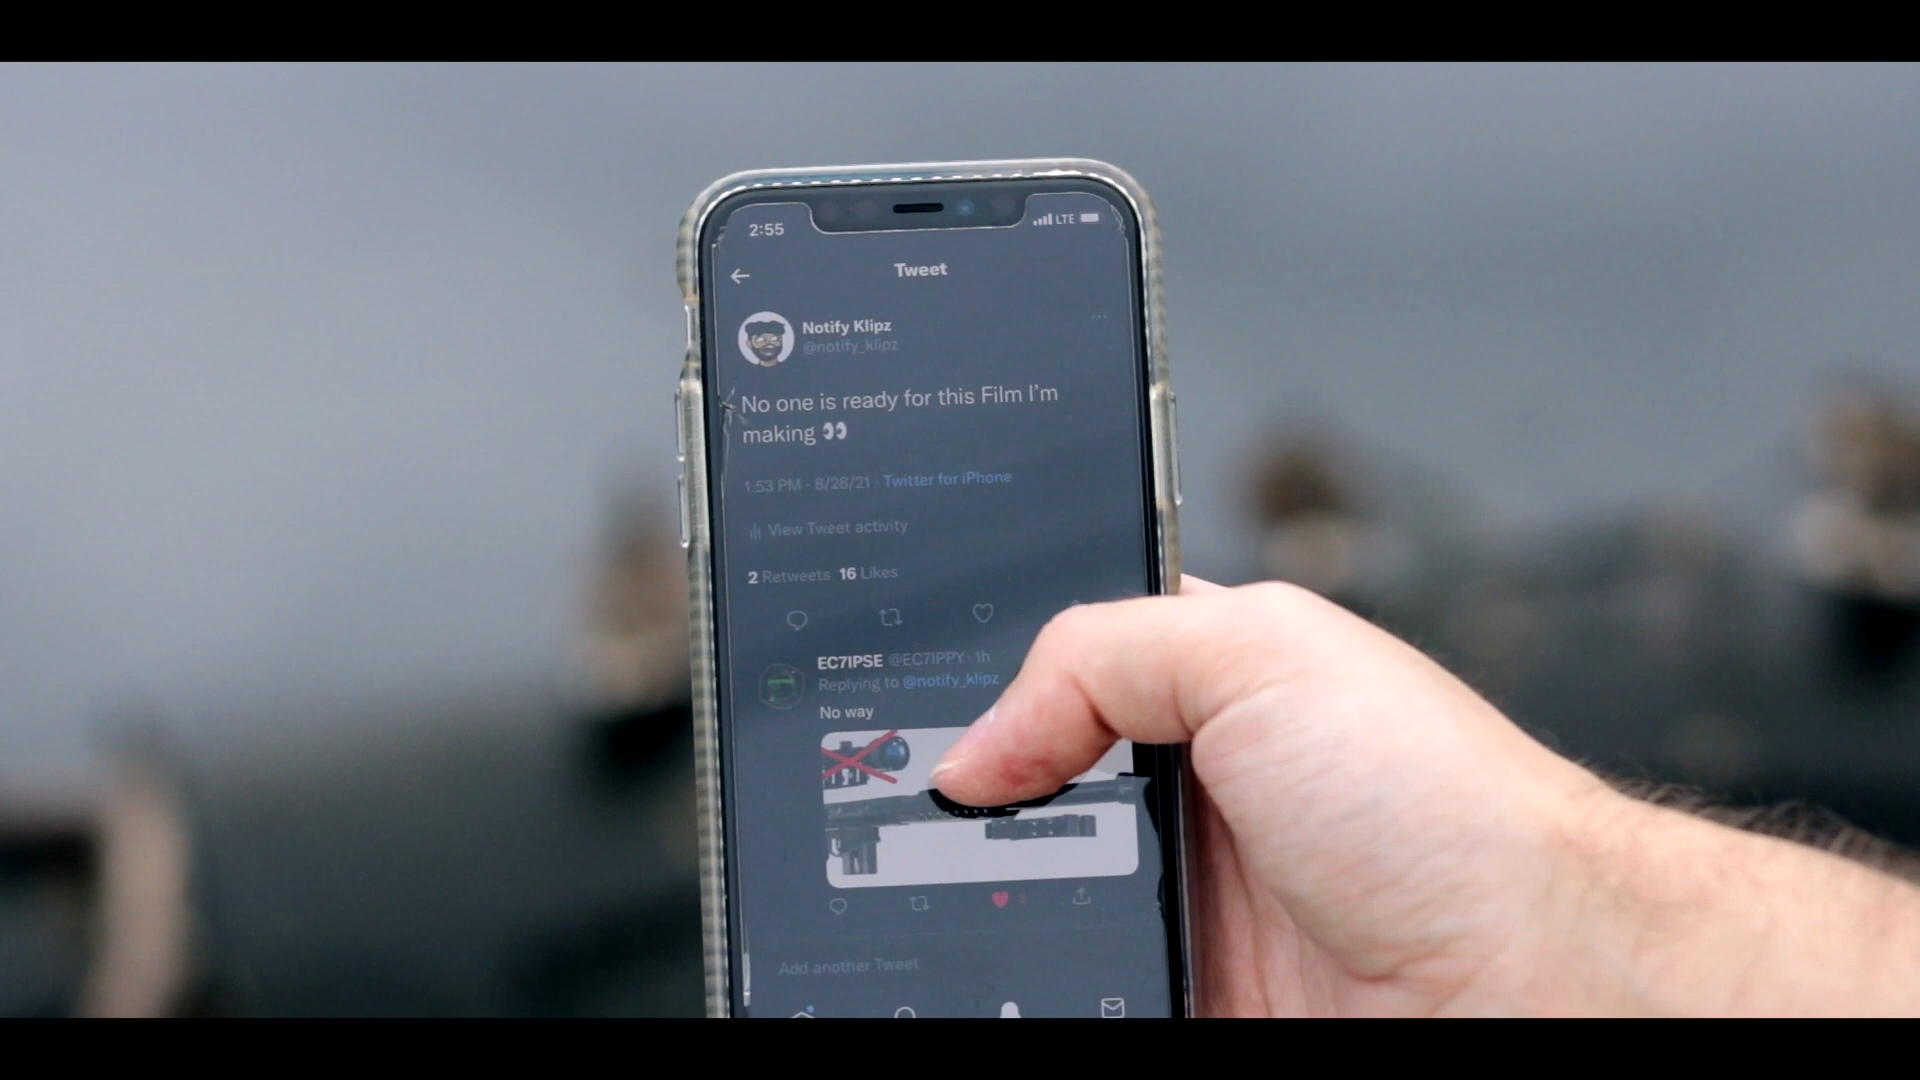 2:55
LTE
Tweet
Notify Klipz
@notify_klipz
No one is ready for this Film I'm
making 👀
1:53 PM · 8/28/21 · Twitter for iPhone
View Tweet activity
2 Retweets 16 Likes
EC7IPSE @EC7IPPY · 1h
Replying to @notify_klipz
No way
3
Add another Tweet